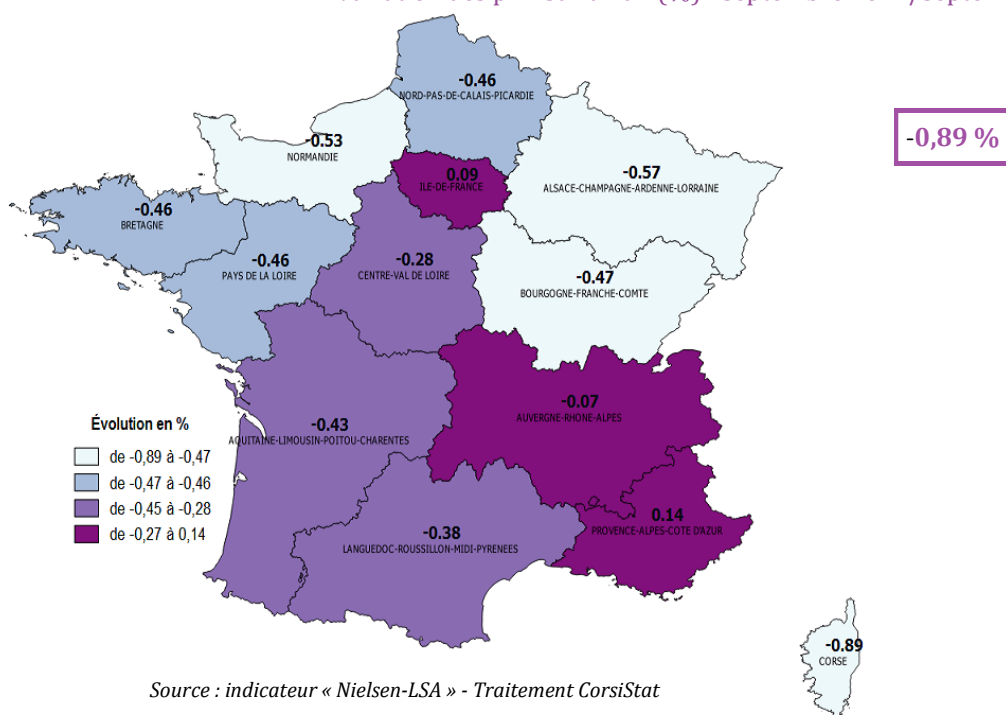 -0.46
NORD-PAS-DE-CALAIS-PICARDIE
-0,89 %
-0.53
NORMANDIE
0.09
ILE-DE-FRANCE
-0.57
ALSACE-CHAMPAGNE-ARDENNE-LORRAINE
-0.46
BRETAGNE
-0.46
PAYS DE LA LOIRE
-0.28
CENTRE-VAL DE LOIRE
-0.47
BOURGOGNE-FRANCHE-COMTE
-0.07
AUVERGNE-RHONE-ALPES
-0.43
AQUITAINE-LIMOUSIN-POITOU-CHARENTES
Évolution en %
de -0,89 à -0,47
de -0,47 à -0,46
de -0,45 à -0,28
de -0,27 à 0,14
-0.38
LANGUEDOC-ROUSSILLON-MIDI-PYRENEES
0.14
PROVENCE-ALPES-COTE D'AZUR
-0.89
CORSE
Source : indicateur « Nielsen-LSA » - Traitement CorsiStat